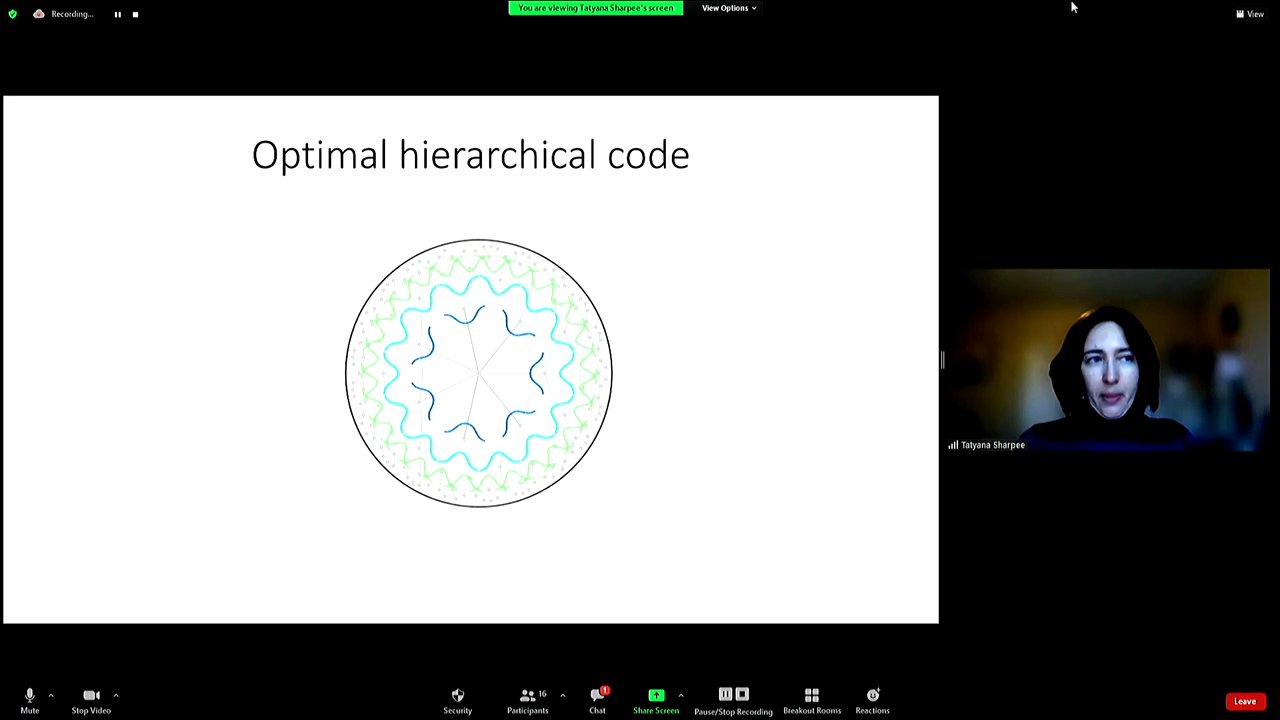 Recording...
You are viewing Tatyana Sharpee's screen
View Options
View
Optimal hierarchical code
Tatyana Sharpee
Mute
Stop Video
Security
Participants
16
Chat
1
Share Screen
Pause/Stop Recording
Breakout Rooms
Reactions
Leave